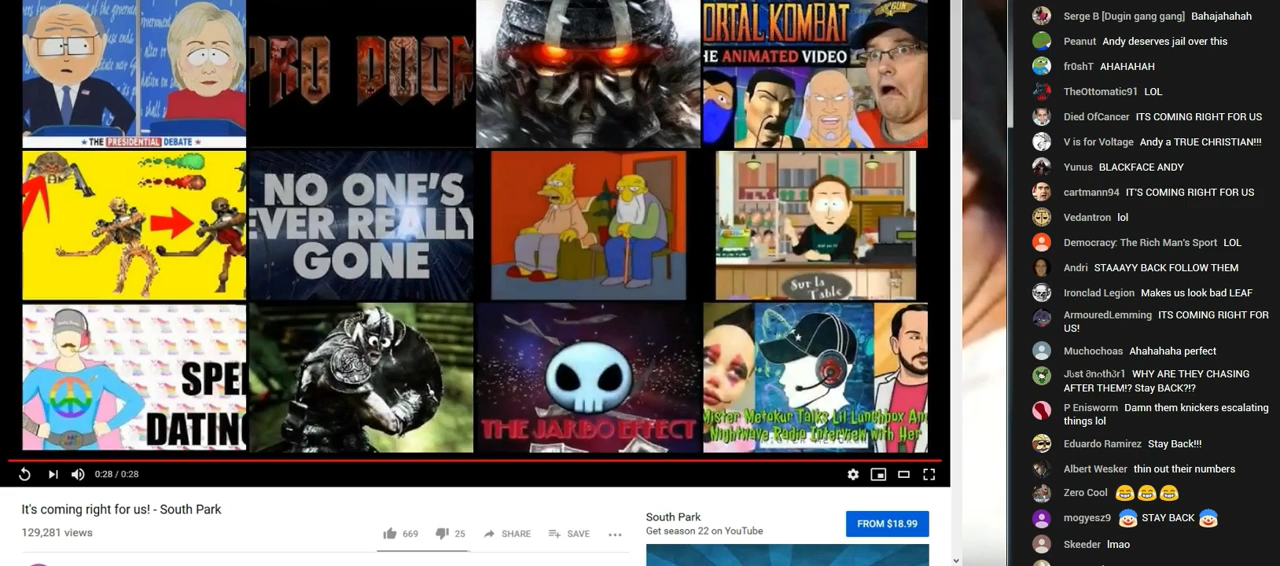 THE PRESIDENTIAL DEBATE
PRO DOOM
ORTAL KOMBAT
HE ANIMATED VIDEO
NO ONE'S
EVER REALLY
GONE
Sur la
Table
SPE
DATIN
THE JARBO EFFECT
Mister Metokur Talks Lil Lunchbox An
Nightwave Radio Interview with Her
0:28 / 0:28
It's coming right for us! - South Park
129,281 views
669
25
SHARE
SAVE
South Park
Get season 22 on YouTube
FROM $18.99
Serge B [Dugin gang gang] Bahajahahah
Peanut Andy deserves jail over this
fr0shT AHAHAHAH
TheOttomatic91 LOL
Died OfCancer ITS COMING RIGHT FOR US
V is for Voltage Andy a TRUE CHRISTIAN!!!
Yunus BLACKFACE ANDY
cartmann94 IT'S COMING RIGHT FOR US
Vedantron lol
Democracy: The Rich Man's Sport LOL
Andri STAAAYY BACK FOLLOW THEM
Ironclad Legion Makes us look bad LEAF
ArmouredLemming ITS COMING RIGHT FOR
US!
Muchochoas Ahahahaha perfect
WHY ARE THEY CHASING
AFTER THEM!? Stay BACK?!?
P Enisworm Damn them knickers escalating
things lol
Eduardo Ramirez Stay Back!!!
Albert Wesker thin out their numbers
Zero Cool 😂😂😂
mogyesz9 🤡 STAY BACK 🤡
Skeeder lmao